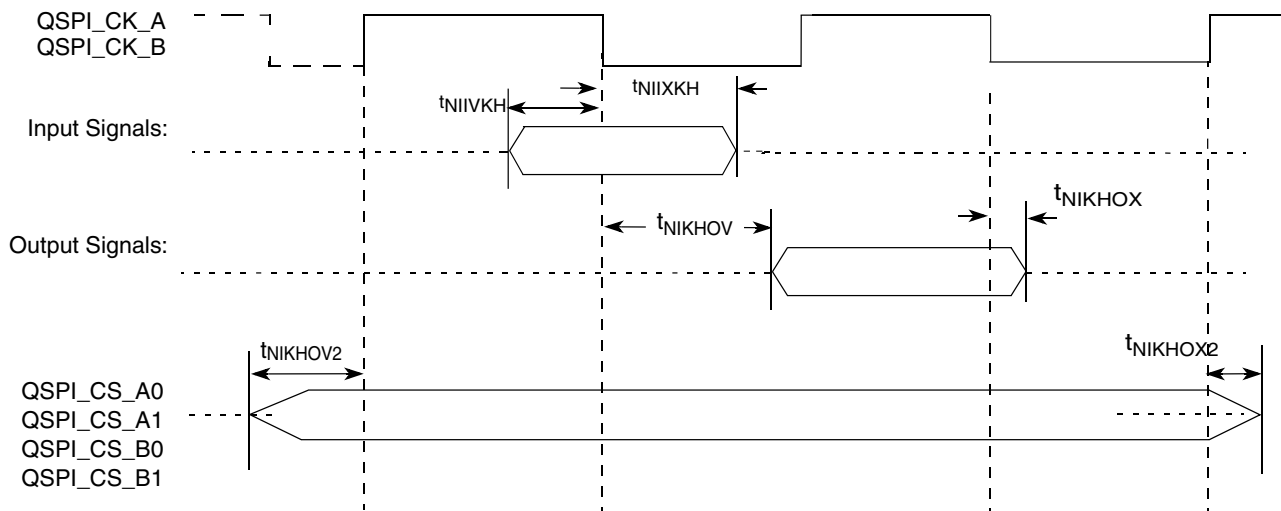 QSPI_CK_A
QSPI_CK_B
tNIIXKH
tNIIVKH
Input Signals:
tNIKHOX
tNIKHOV
Output Signals:
tNIKHOV2
tNIKHOX2
QSPI_CS_A0
QSPI_CS_A1
QSPI_CS_B0
QSPI_CS_B1